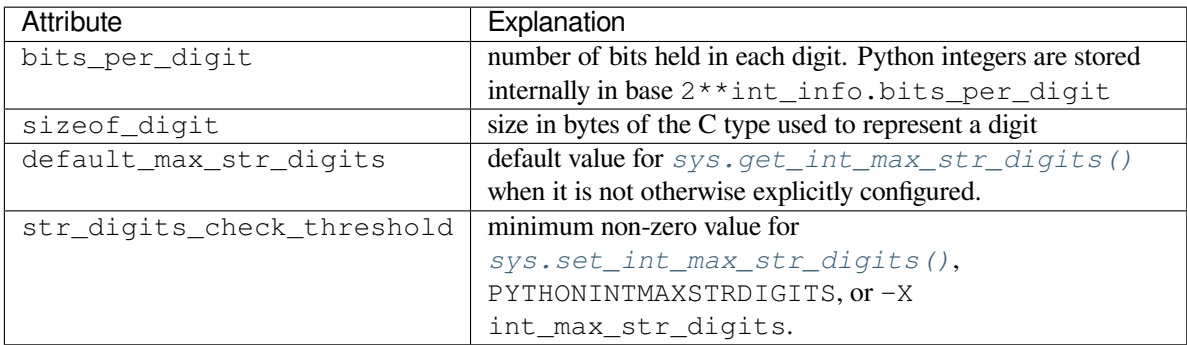 Attribute Explanation
bits_per_digit number of bits held in each digit. Python integers are stored
internally in base 2**int_info.bits_per_digit
sizeof_digit size in bytes of the C type used to represent a digit
default_max_str_digits default value for sys.get_int_max_str_digits()
when it is not otherwise explicitly configured.
str_digits_check_threshold minimum non-zero value for
sys.set_int_max_str_digits(),
PYTHONINTMAXSTRDIGITS, or -X
int_max_str_digits.